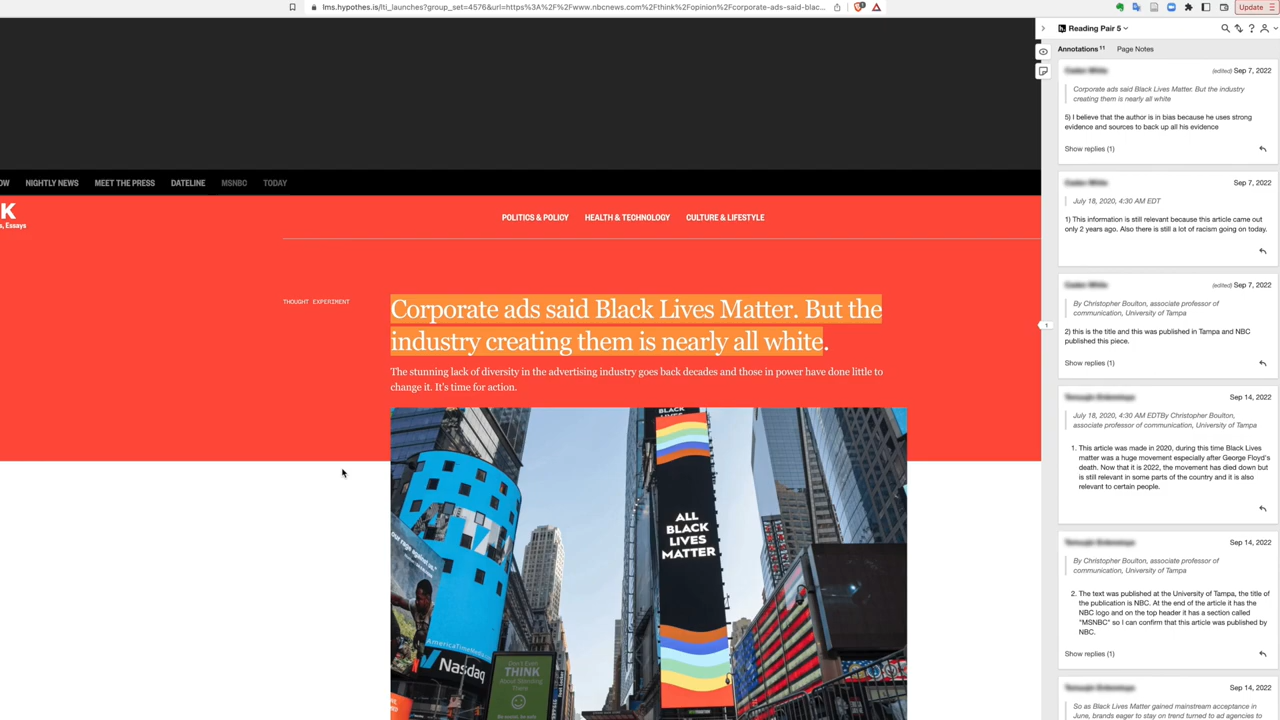 lms.hypothes.is/lti_launches?group_set=4576&url=https%3A%2F%2Fwww.nbcnews.com%2Fthink%2Fopinion%2Fcorporate-ads-said-blac...
Update
Reading Pair 5
Annotations 11 Page Notes
(edited) Sep 7, 2022
Corporate ads said Black Lives Matter. But the industry
creating them is nearly all white
5) I believe that the author is in bias because he uses strong
evidence and sources to back up all his evidence
Show replies (1)
Sep 7, 2022
July 18, 2020, 4:30 AM EDT
1) This information is still relevant because this article came out
only 2 years ago. Also there is still a lot of racism going on today.
(edited) Sep 7, 2022
By Christopher Boulton, associate professor of
communication, University of Tampa
2) this is the title and this was published in Tampa and NBC
published this piece.
Show replies (1)
Sep 14, 2022
July 18, 2020, 4:30 AM EDTBy Christopher Boulton,
associate professor of communication, University of Tampa
1. This article was made in 2020, during this time Black Lives
matter was a huge movement especially after George Floyd's
death. Now that it is 2022, the movement has died down but
is still relevant in some parts of the country and it is also
relevant to certain people.
Sep 14, 2022
By Christopher Boulton, associate professor of
communication, University of Tampa
2. The text was published at the University of Tampa, the title of
the publication is NBC. At the end of the article it has the
NBC logo and on the top header it has a section called
"MSNBC" so I can confirm that this article was published by
NBC.
Show replies (1)
Sep 14, 2022
So as Black Lives Matter gained mainstream acceptance in
June, brands eager to stay on trend turned to ad agencies to
1
OW NIGHTLY NEWS MEET THE PRESS DATELINE MSNBC TODAY
K
s, Essays
POLITICS & POLICY HEALTH & TECHNOLOGY CULTURE & LIFESTYLE
THOUGHT EXPERIMENT
Corporate ads said Black Lives Matter. But the
industry creating them is nearly all white.
The stunning lack of diversity in the advertising industry goes back decades and those in power have done little to
change it. It's time for action.
BLACK
LIVES
ALL
BLACK
LIVES
MATTER
AmericaTimeMedia
Nasdaq
Don't Even
THINK
About Standing
There